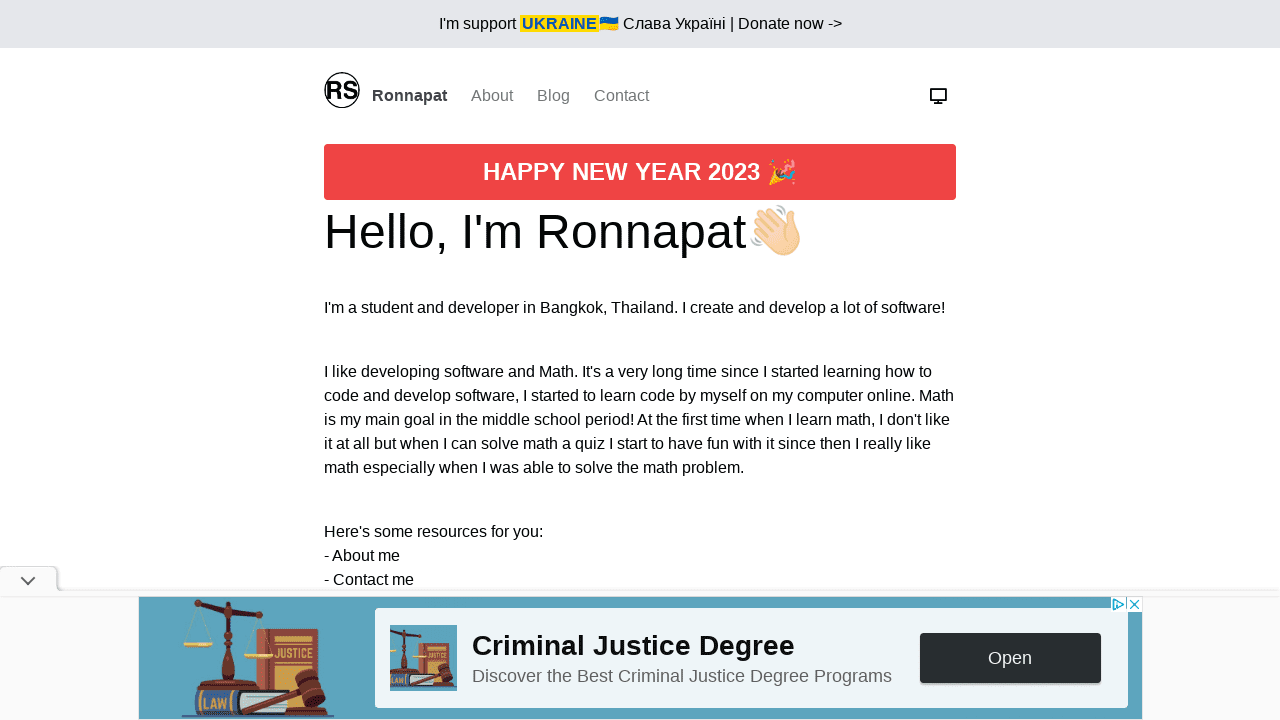 I'm support UKRAINE🇺🇦 Слава Україні | Donate now ->
RS Ronnapat About Blog Contact
HAPPY NEW YEAR 2023 🎉
Hello, I'm Ronnapat👋🏻
I'm a student and developer in Bangkok, Thailand. I create and develop a lot of software!
I like developing software and Math. It's a very long time since I started learning how to
code and develop software, I started to learn code by myself on my computer online. Math
is my main goal in the middle school period! At the first time when I learn math, I don't like
it at all but when I can solve math a quiz I start to have fun with it since then I really like
math especially when I was able to solve the math problem.
Here's some resources for you:
- About me
- Contact me
JUSTICE
LAW
Criminal Justice Degree
Discover the Best Criminal Justice Degree Programs
Open